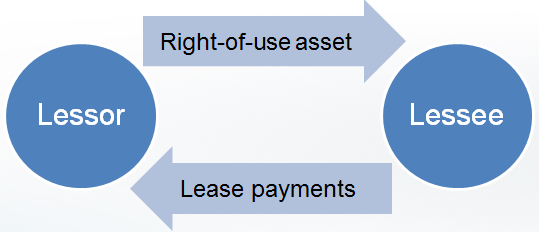 Right-of-use asset
Lessor
Lessee
Lease payments